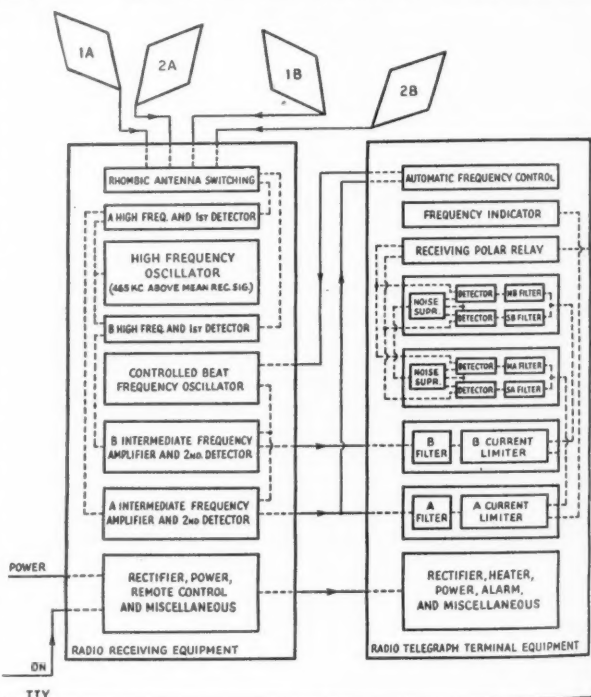 1A
2A
1B
2B
RHOMBIC ANTENNA SWITCHING
A HIGH FREQ. AND 1ST DETECTOR
HIGH FREQUENCY
OSCILLATOR
(465 KC ABOVE MEAN REC. SIG.)
B HIGH FREQ. AND 1ST DETECTOR
CONTROLLED BEAT
FREQUENCY OSCILLATOR
B INTERMEDIATE FREQUENCY
AMPLIFIER AND 2ND. DETECTOR
A INTERMEDIATE FREQUENCY
AMPLIFIER AND 2ND DETECTOR
POWER
RECTIFIER, POWER,
REMOTE CONTROL
AND MISCELLANEOUS
RADIO RECEIVING EQUIPMENT
ON
TTY
AUTOMATIC FREQUENCY CONTROL
FREQUENCY INDICATOR
RECEIVING POLAR RELAY
NOISE
SUPR.
DETECTOR
MB FILTER
DETECTOR
SB FILTER
NOISE
SUPR.
DETECTOR
MA FILTER
DETECTOR
SA FILTER
B
FILTER
B CURRENT
LIMITER
A
FILTER
A CURRENT
LIMITER
RECTIFIER, HEATER,
POWER, ALARM,
AND MISCELLANEOUS
RADIO TELEGRAPH TERMINAL EQUIPMENT